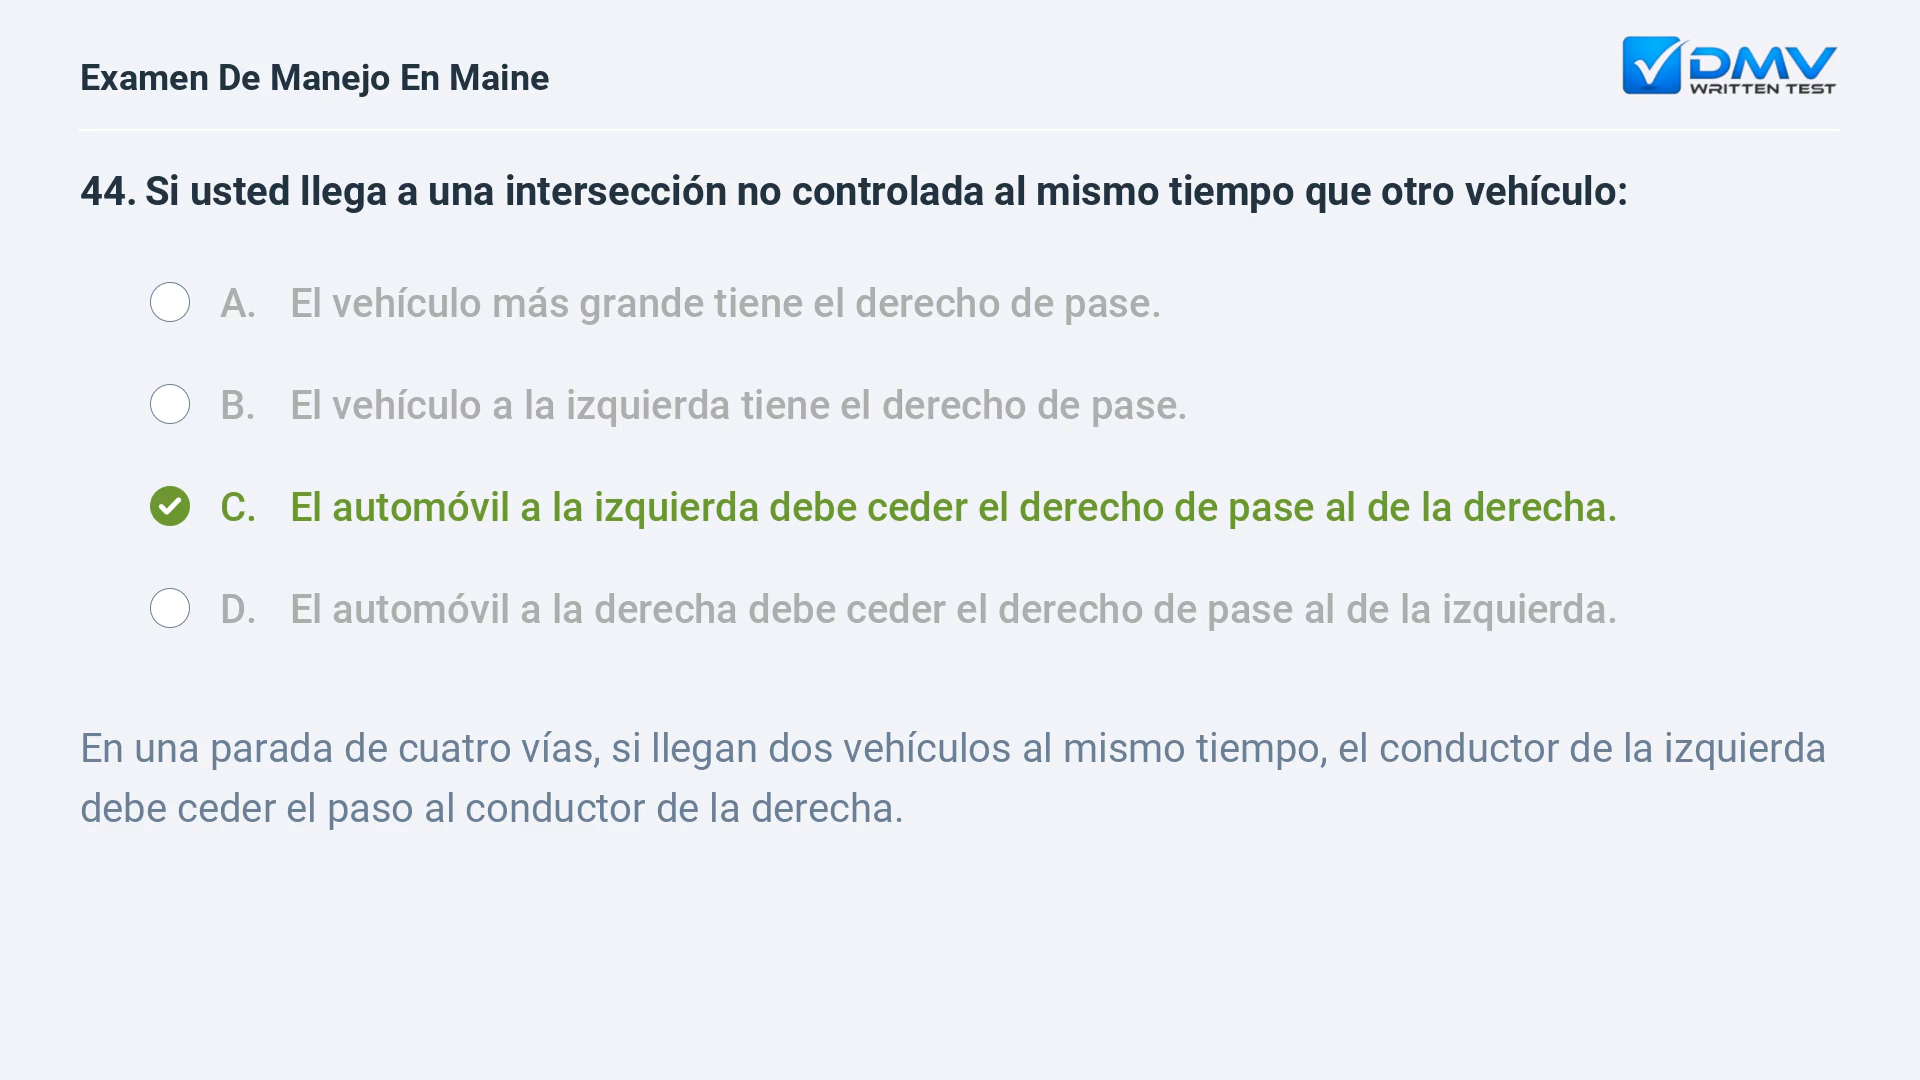 Examen De Manejo En Maine
DMV
WRITTEN TEST
44. Si usted llega a una intersección no controlada al mismo tiempo que otro vehículo:
A. El vehículo más grande tiene el derecho de pase.
B. El vehículo a la izquierda tiene el derecho de pase.
C. El automóvil a la izquierda debe ceder el derecho de pase al de la derecha.
D. El automóvil a la derecha debe ceder el derecho de pase al de la izquierda.
En una parada de cuatro vías, si llegan dos vehículos al mismo tiempo, el conductor de la izquierda
debe ceder el paso al conductor de la derecha.